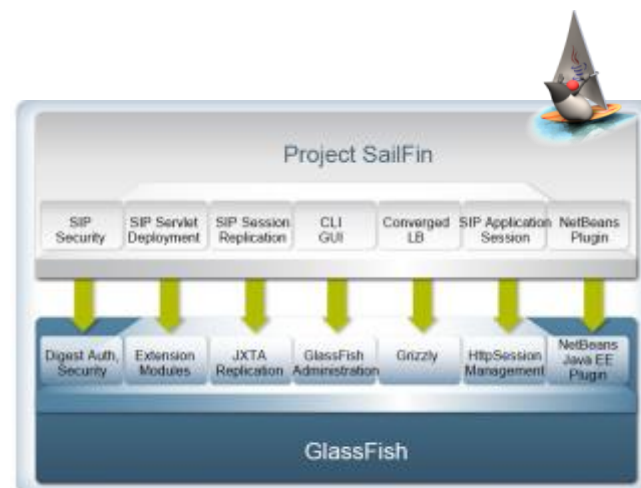 Project SailFin
SIP
Security
SIP Servlet
Deployment
SIP Session
Replication
CLI
GUI
Converged
LB
SIP Application
Session
NetBeans
Plugin
Digest Auth,
Security
Extension
Modules
JXTA
Replication
GlassFish
Administration
Grizzly
HttpSession
Management
NetBeans
Java EE
Plugin
GlassFish